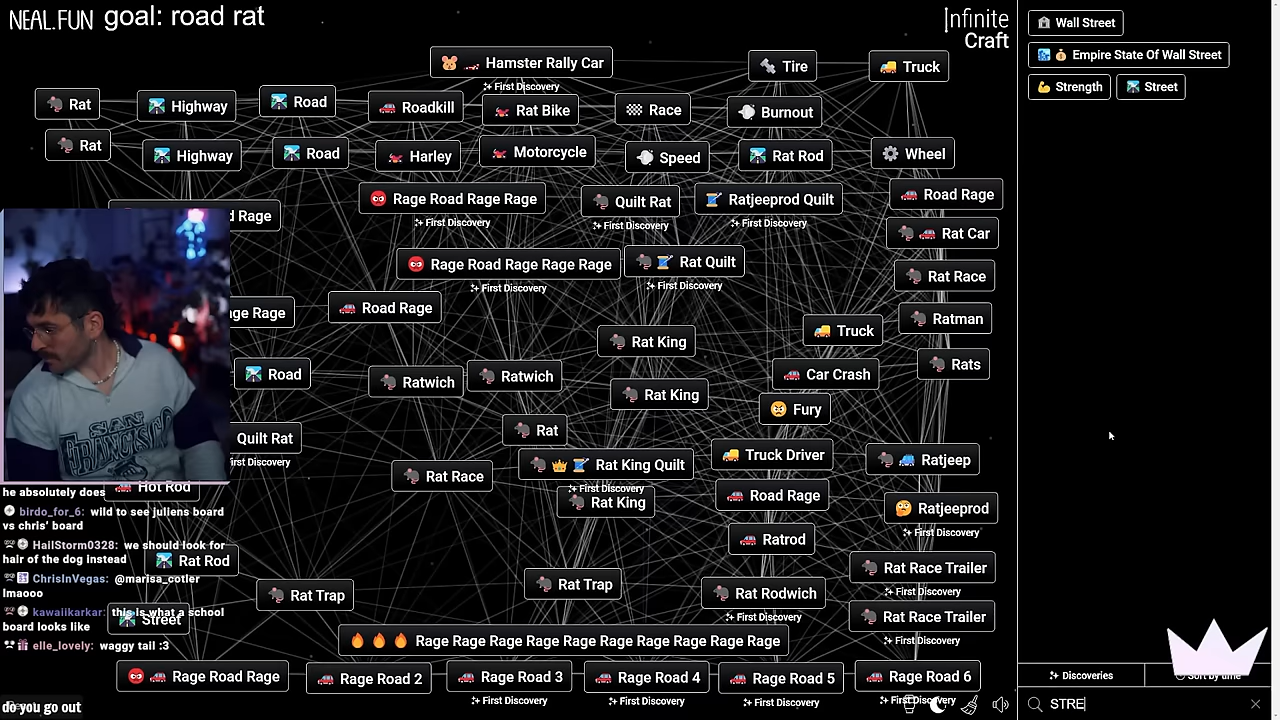 NEAL.FUN goal: road rat
Infinite Craft
Hamster Rally Car
First Discovery
Tire
Truck
Rat
Highway
Road
Roadkill
Rat Bike
First Discovery
Race
Burnout
Rat
Highway
Road
Harley
Motorcycle
Speed
Rat Rod
Wheel
d Rage
Rage Road Rage Rage
First Discovery
Quilt Rat
First Discovery
Ratjeeprod Quilt
First Discovery
Road Rage
Rat Car
Rage Road Rage Rage Rage
First Discovery
Rat Quilt
First Discovery
Rat Race
ge Rage
Road Rage
Rat King
Truck
Ratman
Road
Ratwich
Ratwich
Rat King
Car Crash
Rats
Fury
Quilt Rat
irst Discovery
Rat
Rat Race
Rat King Quilt
First Discovery
Rat King
Truck Driver
Ratjeep
Road Rage
Ratjeeprod
First Discovery
Hot Rod
Rat Rod
Ratrod
Rat Trap
Rat Trap
Rat Rodwich
First Discovery
Rat Race Trailer
First Discovery
Rat Race Trailer
First Discovery
Street
Rage Rage Rage Rage Rage Rage Rage Rage Rage Rage
Rage Road Rage
Rage Road 2
Rage Road 3
First Discovery
Rage Road 4
First Discovery
Rage Road 5
First Discovery
Rage Road 6
First Discovery
he absolutely does
birdo_for_6: wild to see juliens board
vs chris' board
HailStorm0328: we should look for
hair of the dog instead
ChrisInVegas: @marisa_cotler
lmaooo
kawaiikarkar: this is what a school
board looks like
elle_lovely: waggy tail :3
do you go out
SAN FRANCISCO
Wall Street
Empire State Of Wall Street
Strength
Street
Discoveries
Sort by time
STRE